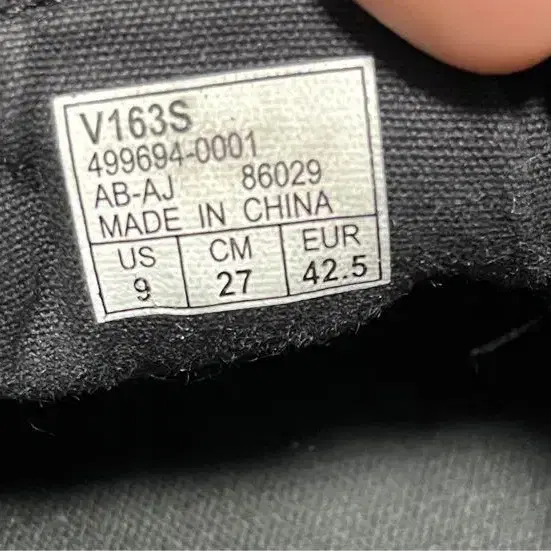 V163S
499694-0001
AB-AJ 86029
MADE IN CHINA
US CM EUR
9 27 42.5